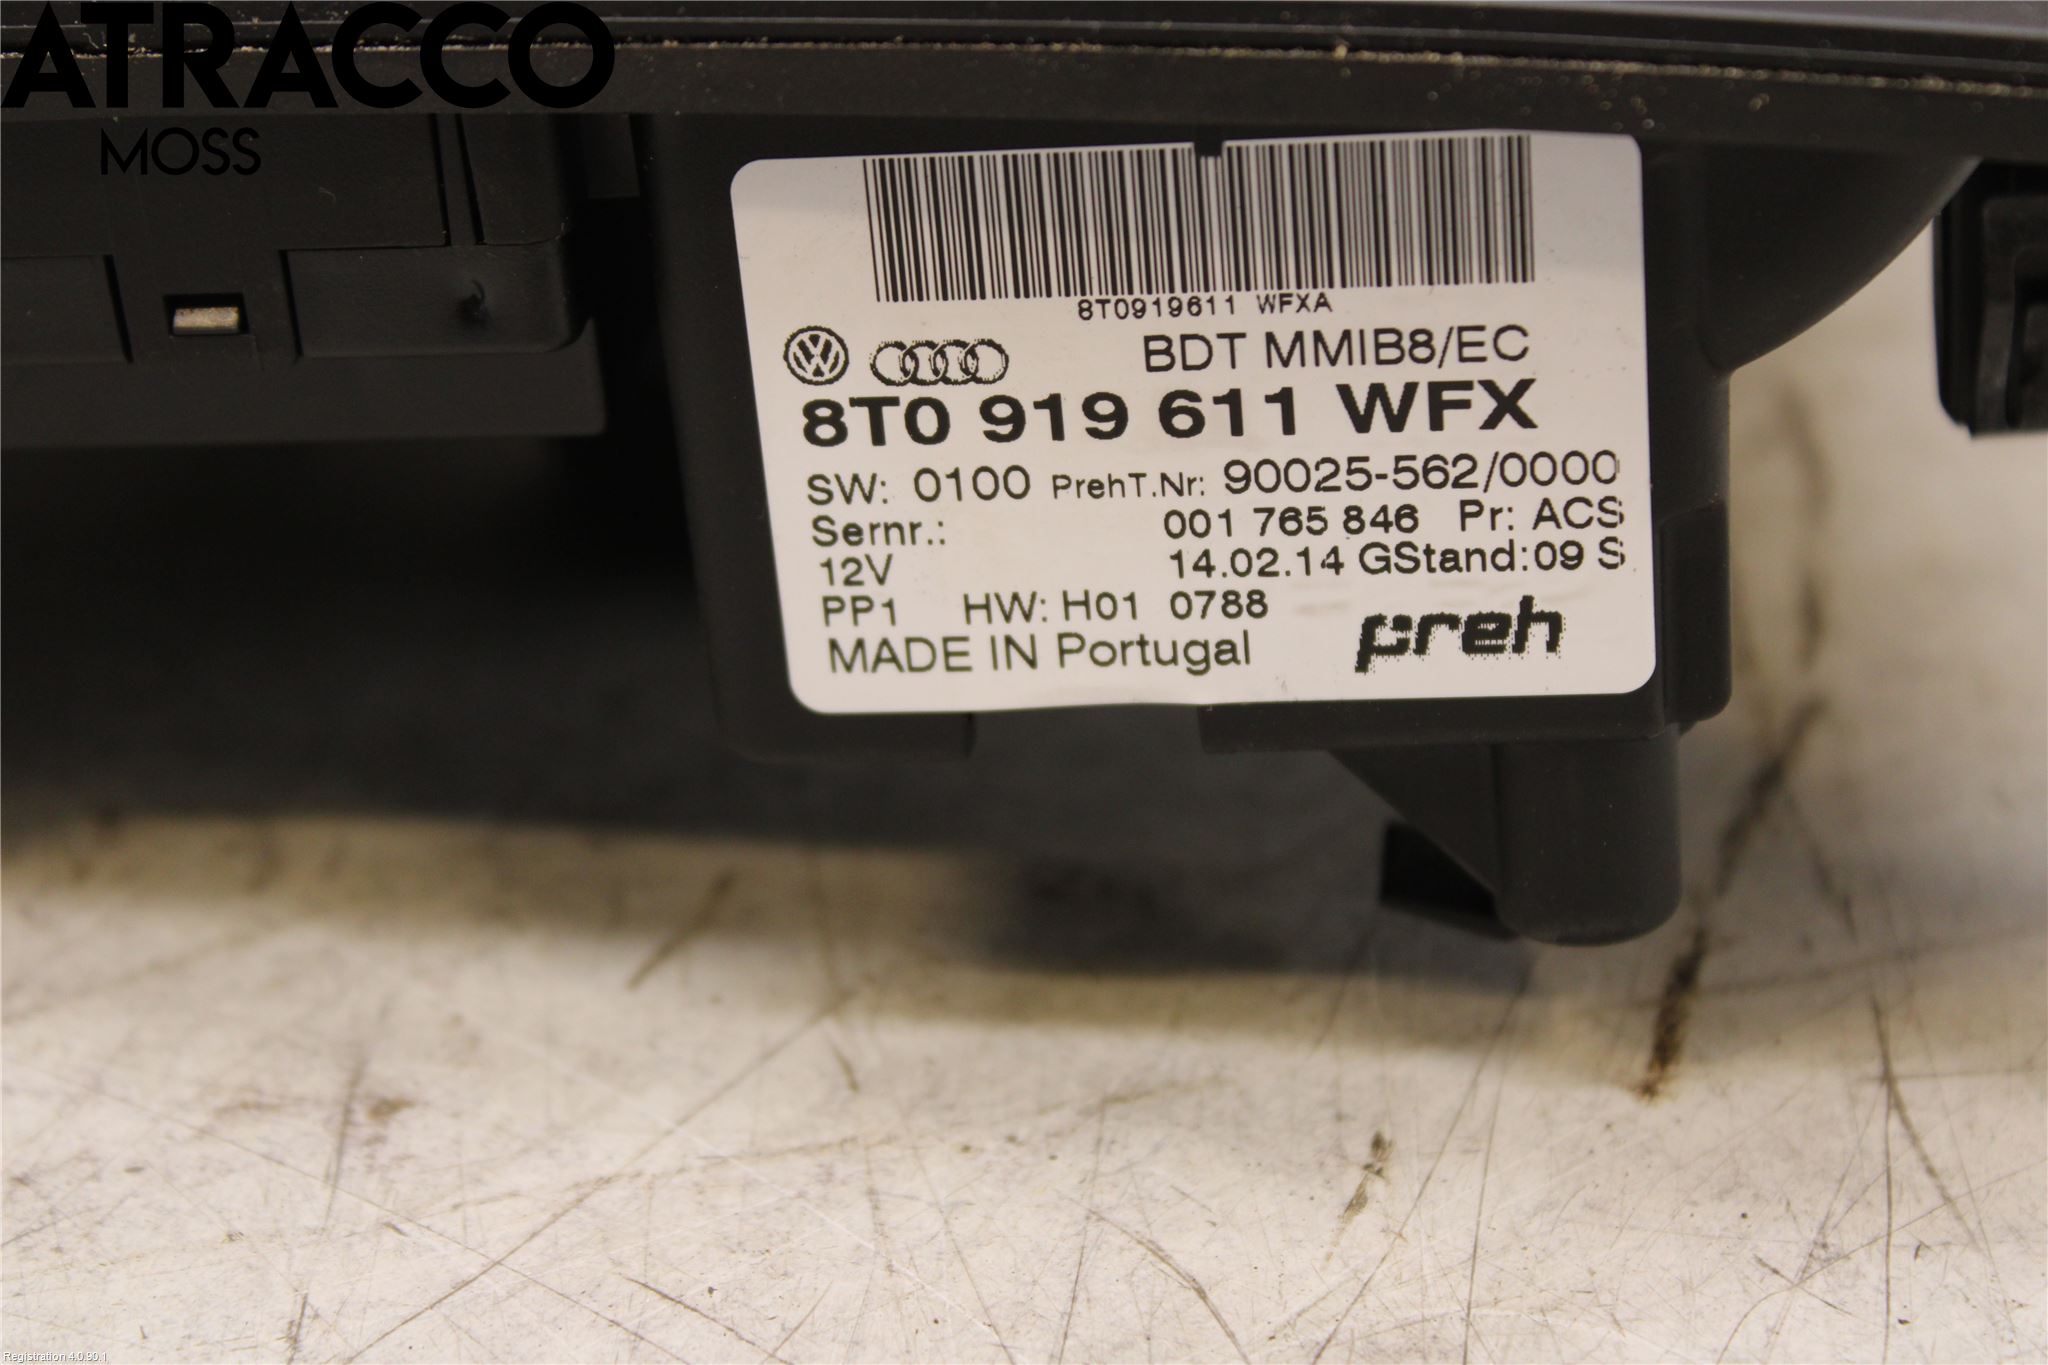 ATRACCO
MOSS
8T0919611 WFXA
BDT MMIB8/EC
8T0 919 611 WFX
SW: 0100 PrehT.Nr: 90025-562/0000
Sernr.: 001 765 846 Pr: ACS
12V 14.02.14 GStand:09 S
PP1 HW: H01 0788
MADE IN Portugal preh
Registration 4.0.90.1